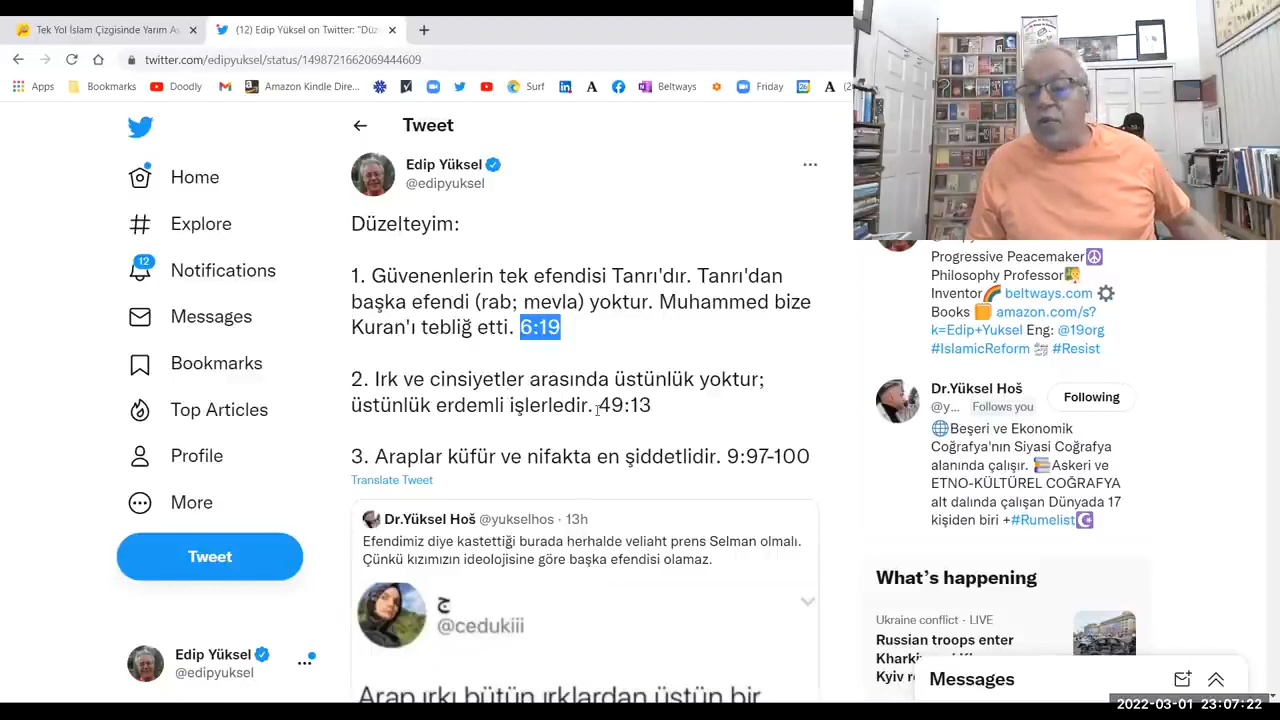 Tek Yol İslam Çizgisinde Yarım A
(12) Edip Yüksel on Twitter: "Düz
twitter.com/edipyuksel/status/1498721662069444609
Apps
Bookmarks
Doodly
Amazon Kindle Dire...
Surf
Beltways
Friday
Tweet
Edip Yüksel
@edipyuksel
Home
Explore
12
Notifications
Messages
Bookmarks
Top Articles
Profile
More
Tweet
Edip Yüksel
@edipyuksel
Düzelteyim:
1. Güvenenlerin tek efendisi Tanrı'dır. Tanrı'dan
başka efendi (rab; mevla) yoktur. Muhammed bize
Kuran'ı tebliğ etti. 6:19
2. Irk ve cinsiyetler arasında üstünlük yoktur;
üstünlük erdemli işlerledir. 49:13
3. Araplar küfür ve nifakta en şiddetlidir. 9:97-100
Translate Tweet
Dr.Yüksel Hoš @yukselhos · 13h
Efendimiz diye kastettiği burada herhalde veliaht prens Selman olmalı.
Çünkü kızımızın ideolojisine göre başka efendisi olamaz.
ج
@cedukiii
Arap ırkı bütün ırklardan üstün bir
Progressive Peacemaker
Philosophy Professor
Inventor beltways.com
Books amazon.com/s?
k=Edip+Yuksel Eng: @19org
#IslamicReform #Resist
Dr.Yüksel Hoš
@y... Follows you
Following
Beşeri ve Ekonomik
Coğrafya'nın Siyasi Coğrafya
alanında çalışır. Askeri ve
ETNO-KÜLTÜREL COĞRAFYA
alt dalında çalışan Dünyada 17
kişiden biri +#Rumelist
What's happening
Ukraine conflict · LIVE
Russian troops enter
Messages
2022-03-01 23:07:22